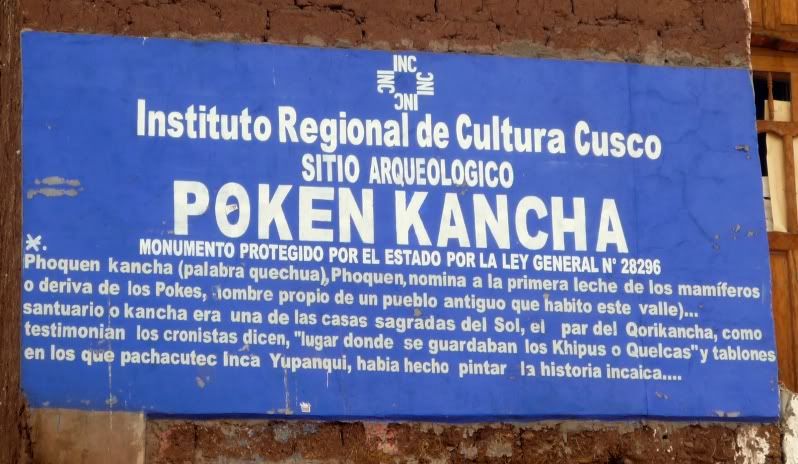 INC
INC INC
INC
Instituto Regional de Cultura Cusco
SITIO ARQUEOLOGICO
POKEN KANCHA
MONUMENTO PROTEGIDO POR EL ESTADO POR LA LEY GENERAL N° 28296
*.
Phoquen kancha (palabra quechua), Phoquen, nomina a la primera leche de los mamíferos
o deriva de los Pokes, nombre propio de un pueblo antiguo que habito este valle)...
santuario o kancha era una de las casas sagradas del Sol, el par del Qorikancha, como
testimonian los cronistas dicen, "lugar donde se guardaban los Khipus o Quelcas" y tablones
en los que pachacutec Inca Yupanqui, habia hecho pintar la historia incaica....